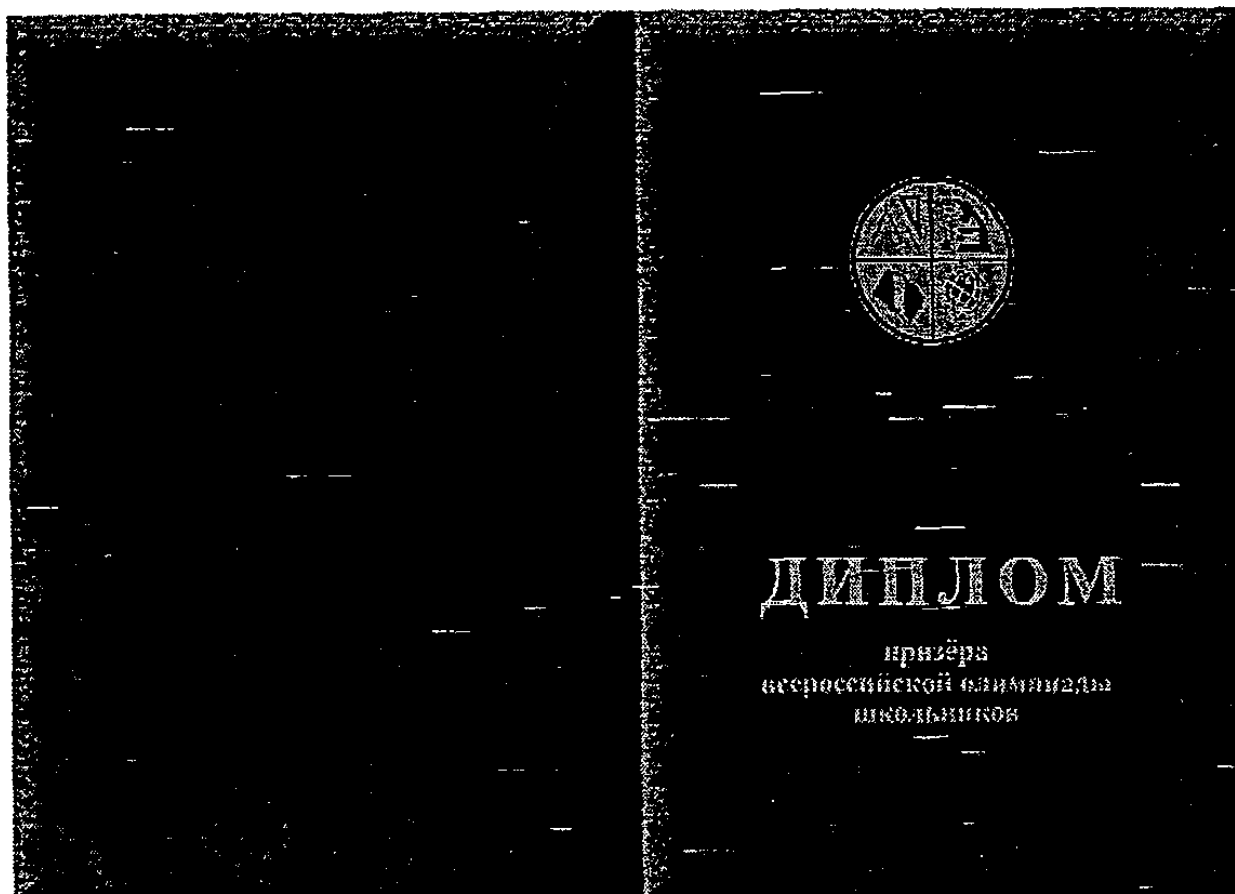 ДИПЛОМ
призёра
всероссийской олимпиады
школьников